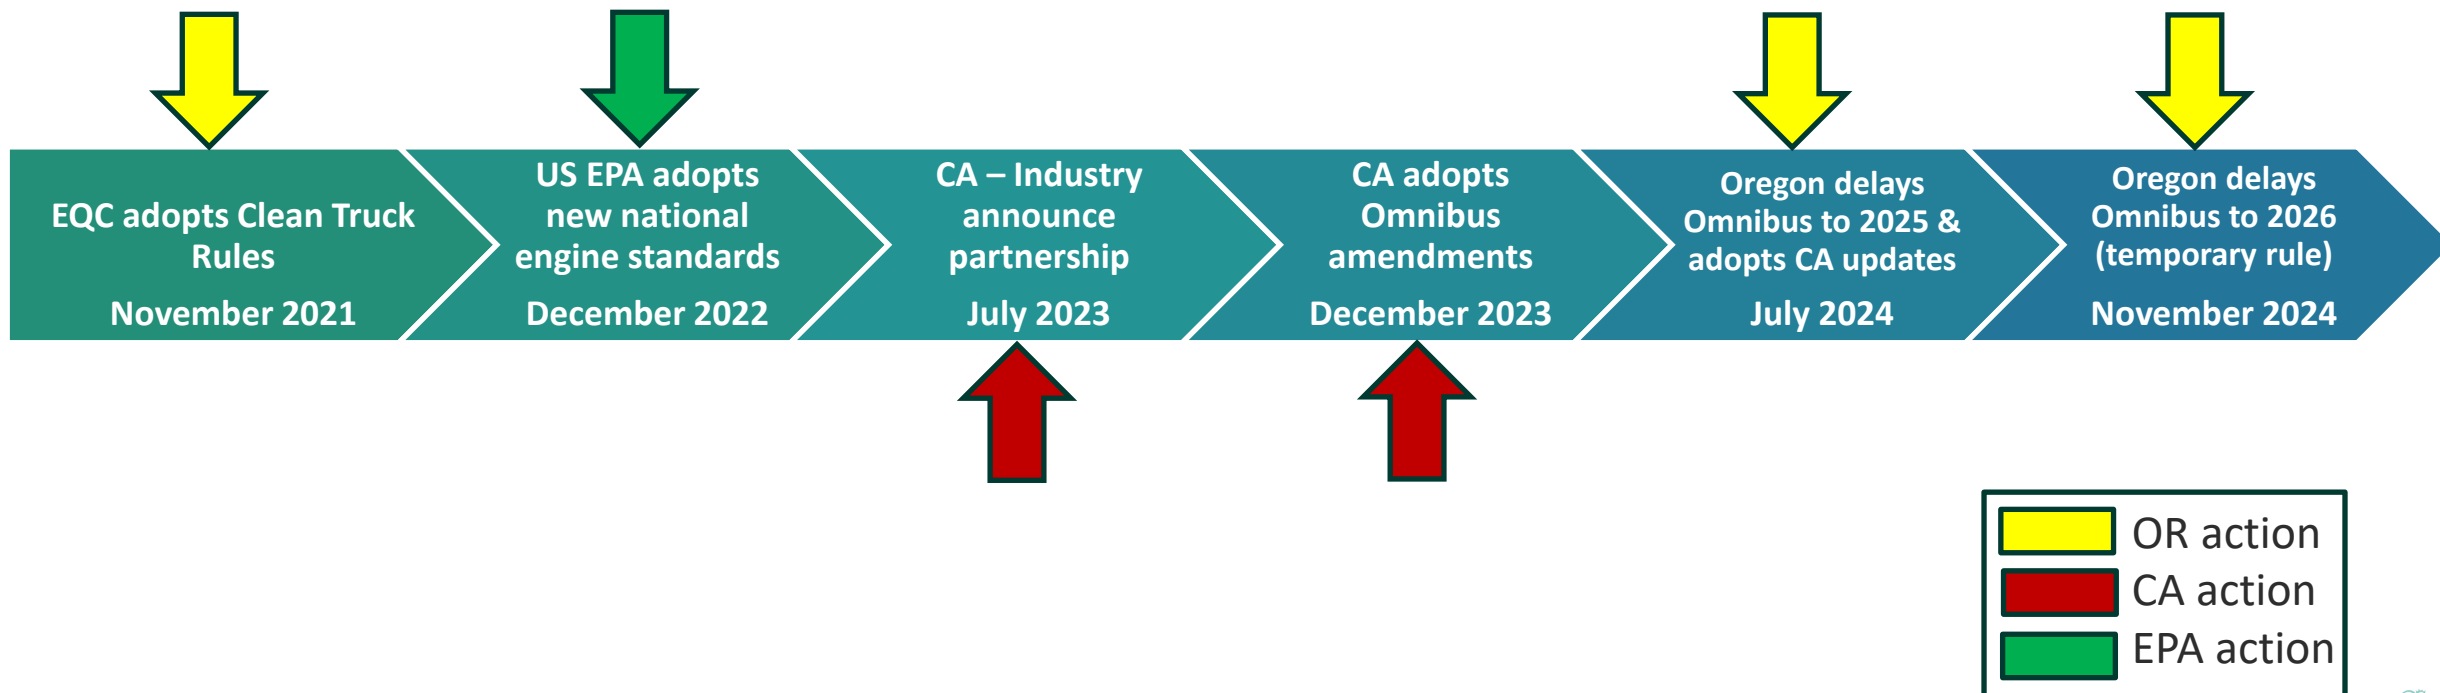 EQC adopts Clean Truck
Rules
November 2021
US EPA adopts
new national
engine standards
December 2022
CA – Industry
announce
partnership
July 2023
CA adopts
Omnibus
amendments
December 2023
Oregon delays
Omnibus to 2025 &
adopts CA updates
July 2024
Oregon delays
Omnibus to 2026
(temporary rule)
November 2024
OR action
CA action
EPA action